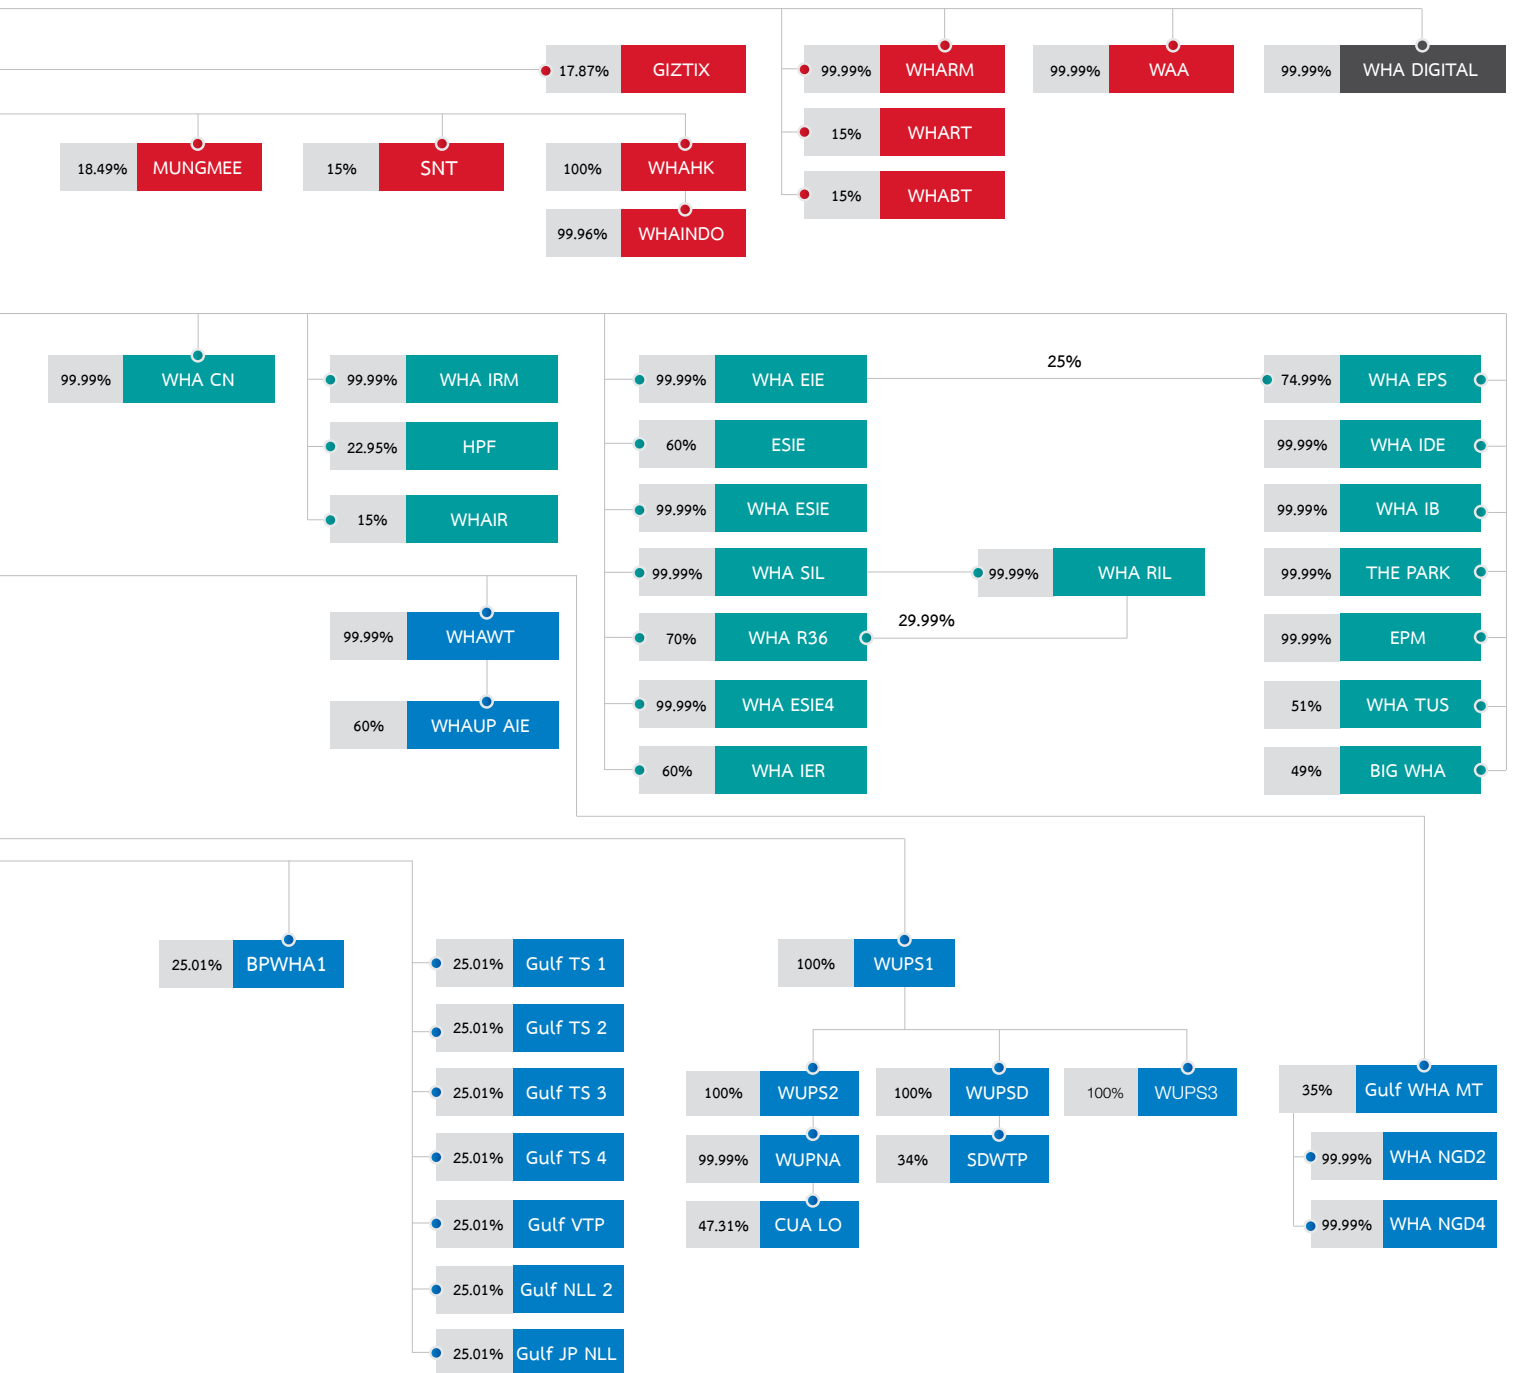 17.87% GIZTIX
99.99% WHARM
99.99% WAA
99.99% WHA DIGITAL
15% WHART
18.49% MUNGMEE
15% SNT
100% WHAHK
15% WHABT
99.96% WHAINDO
99.99% WHA CN
99.99% WHA IRM
22.95% HPF
15% WHAIR
99.99% WHA EIE
25%
74.99% WHA EPS
60% ESIE
99.99% WHA IDE
99.99% WHA ESIE
99.99% WHA IB
99.99% WHA SIL
99.99% WHA RIL
99.99% THE PARK
29.99%
70% WHA R36
99.99% EPM
99.99% WHA ESIE4
51% WHA TUS
60% WHA IER
49% BIG WHA
99.99% WHAWT
60% WHAUP AIE
25.01% BPWHA1
25.01% Gulf TS 1
25.01% Gulf TS 2
25.01% Gulf TS 3
25.01% Gulf TS 4
25.01% Gulf VTP
25.01% Gulf NLL 2
25.01% Gulf JP NLL
100% WUPS1
100% WUPS2
100% WUPSD
100% WUPS3
99.99% WUPNA
34% SDWTP
47.31% CUA LO
35% Gulf WHA MT
99.99% WHA NGD2
99.99% WHA NGD4